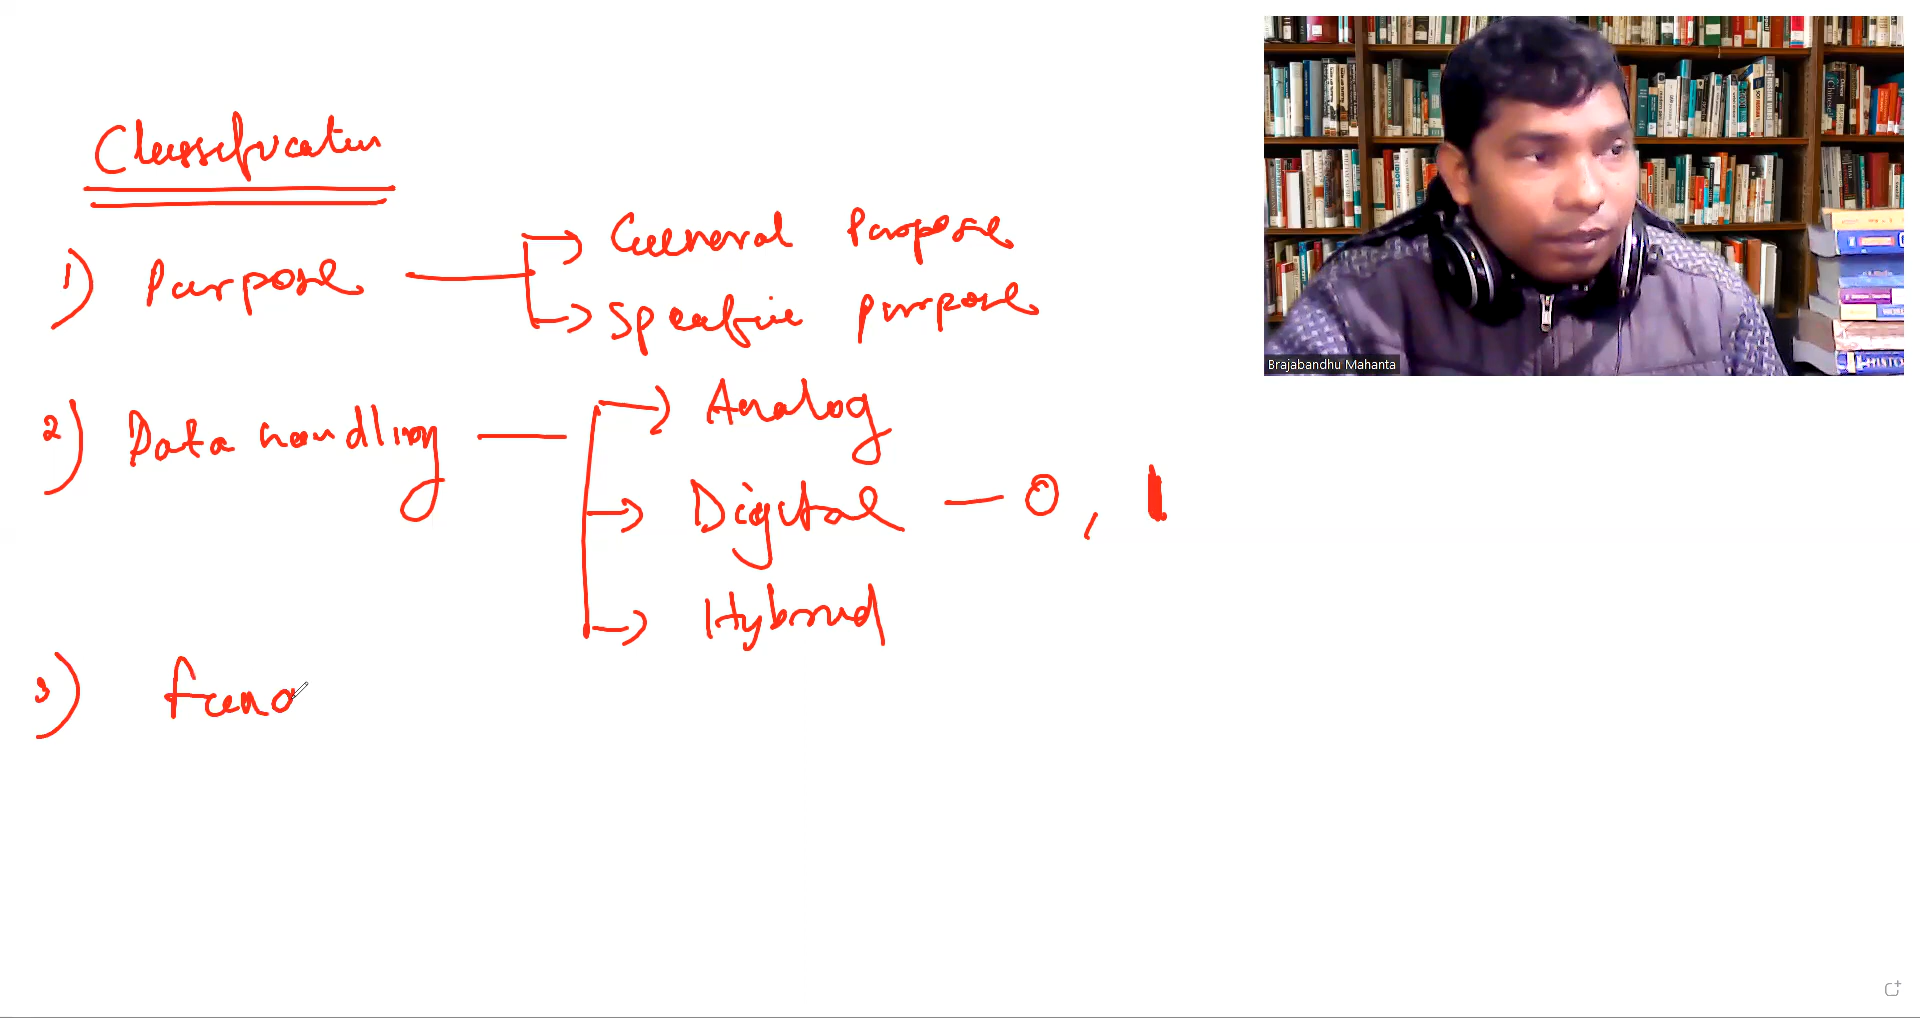 Classification
1) Purpose
General Purpose
Specific purpose
2) Data handling
Analog
Digital — 0, 1
Hybrid
3) func
Brajabandhu Mahanta